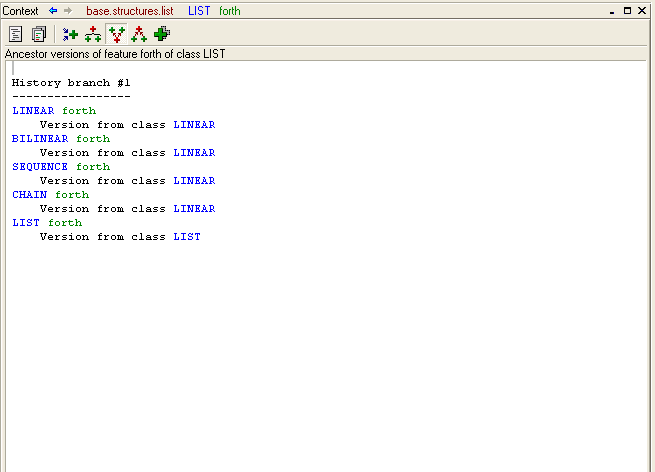 Context base.structures.list LIST forth
Ancestor versions of feature forth of class LIST
History branch #1
-----------------
LINEAR forth
Version from class LINEAR
BILINEAR forth
Version from class LINEAR
SEQUENCE forth
Version from class LINEAR
CHAIN forth
Version from class LINEAR
LIST forth
Version from class LIST